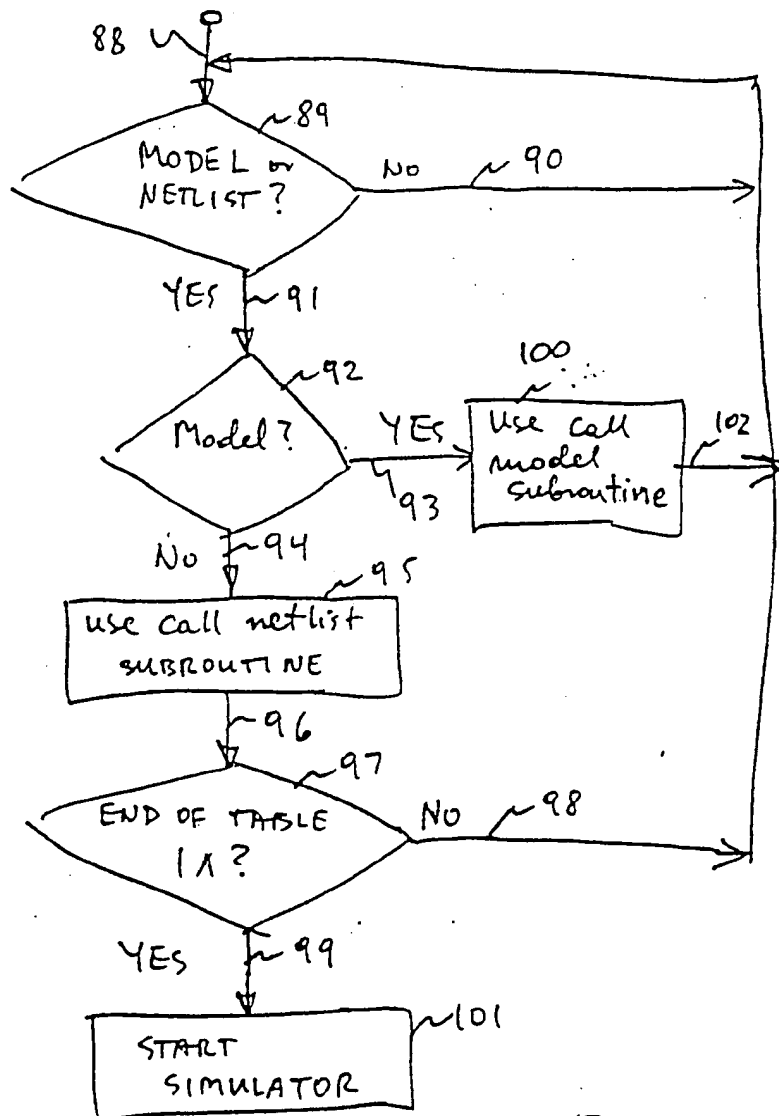 88
89
MODEL or
NETLIST?
NO
90
YES
91
92
Model?
YES
93
100
Use call
model
subroutine
102
No
94
95
use call netlist
SUBROUTINE
96
97
END OF TABLE
1A?
NO
98
YES
99
101
START
SIMULATOR